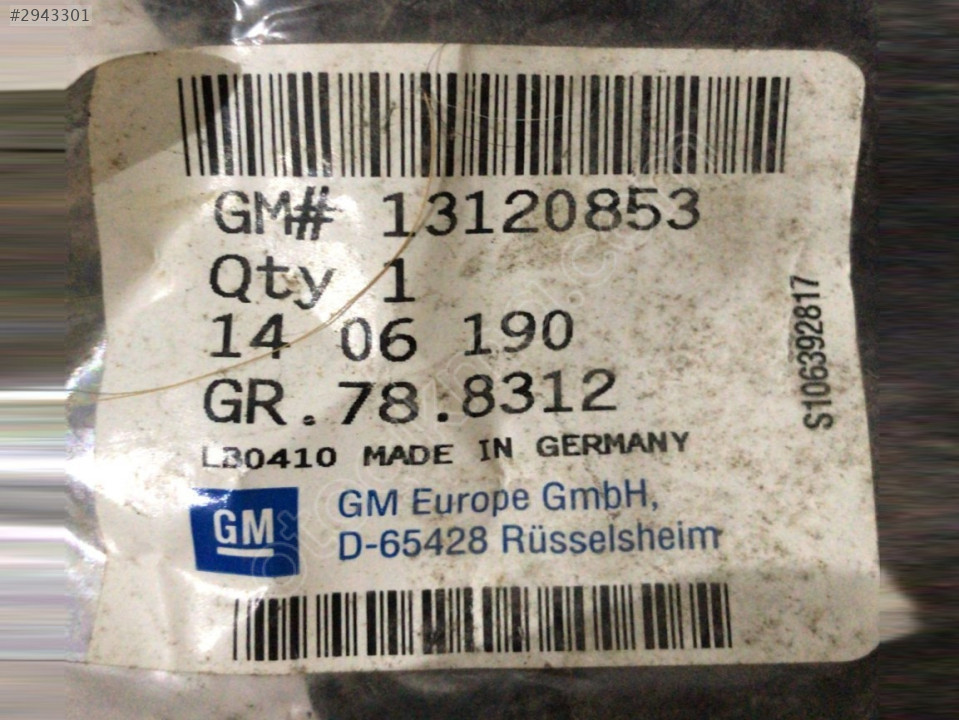 #2943301
GM# 13120853
Qty 1
14 06 190
GR.78.8312
LB0410 MADE IN GERMANY
GM
GM Europe GmbH,
D-65428 Rüsselsheim
S106392817